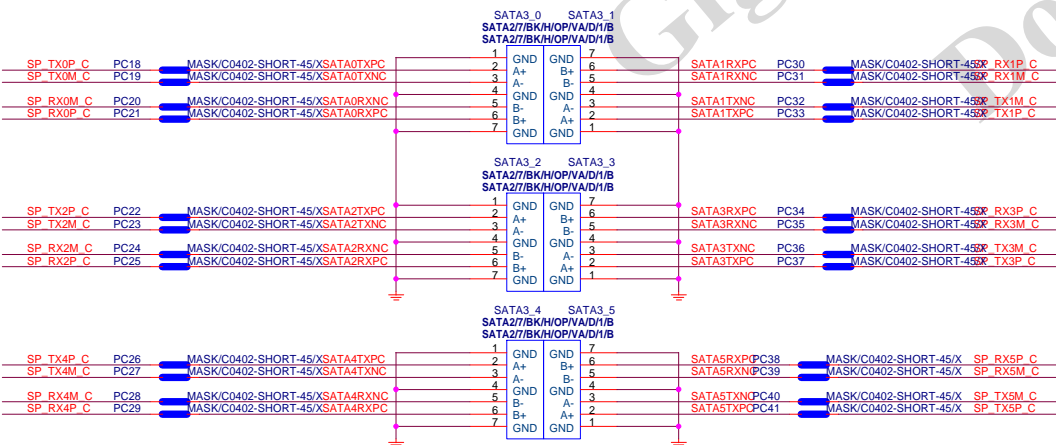 SATA3_0 SATA3_1
SATA2/7/BK/H/OP/VA/D/1/B
SATA2/7/BK/H/OP/VA/D/1/B
1 GND GND 7
SP_TX0P_C PC18 MASK/C0402-SHORT-45/X SATA0TXPC 2 A+ B+ 6 SATA1RXPC PC30 MASK/C0402-SHORT-45/X SP_RX1P_C
SP_TX0M_C PC19 MASK/C0402-SHORT-45/X SATA0TXNC 3 A- B- 5 SATA1RXNC PC31 MASK/C0402-SHORT-45/X SP_RX1M_C
4 GND GND 4
SP_RX0M_C PC20 MASK/C0402-SHORT-45/X SATA0RXNC 5 B- A- 3 SATA1TXNC PC32 MASK/C0402-SHORT-45/X SP_TX1M_C
SP_RX0P_C PC21 MASK/C0402-SHORT-45/X SATA0RXPC 6 B+ A+ 2 SATA1TXPC PC33 MASK/C0402-SHORT-45/X SP_TX1P_C
7 GND GND 1
SATA3_2 SATA3_3
SATA2/7/BK/H/OP/VA/D/1/B
SATA2/7/BK/H/OP/VA/D/1/B
1 GND GND 7
SP_TX2P_C PC22 MASK/C0402-SHORT-45/X SATA2TXPC 2 A+ B+ 6 SATA3RXPC PC34 MASK/C0402-SHORT-45/X SP_RX3P_C
SP_TX2M_C PC23 MASK/C0402-SHORT-45/X SATA2TXNC 3 A- B- 5 SATA3RXNC PC35 MASK/C0402-SHORT-45/X SP_RX3M_C
4 GND GND 4
SP_RX2M_C PC24 MASK/C0402-SHORT-45/X SATA2RXNC 5 B- A- 3 SATA3TXNC PC36 MASK/C0402-SHORT-45/X SP_TX3M_C
SP_RX2P_C PC25 MASK/C0402-SHORT-45/X SATA2RXPC 6 B+ A+ 2 SATA3TXPC PC37 MASK/C0402-SHORT-45/X SP_TX3P_C
7 GND GND 1
SATA3_4 SATA3_5
SATA2/7/BK/H/OP/VA/D/1/B
SATA2/7/BK/H/OP/VA/D/1/B
1 GND GND 7
SP_TX4P_C PC26 MASK/C0402-SHORT-45/X SATA4TXPC 2 A+ B+ 6 SATA5RXPC PC38 MASK/C0402-SHORT-45/X SP_RX5P_C
SP_TX4M_C PC27 MASK/C0402-SHORT-45/X SATA4TXNC 3 A- B- 5 SATA5RXNC PC39 MASK/C0402-SHORT-45/X SP_RX5M_C
4 GND GND 4
SP_RX4M_C PC28 MASK/C0402-SHORT-45/X SATA4RXNC 5 B- A- 3 SATA5TXNC PC40 MASK/C0402-SHORT-45/X SP_TX5M_C
SP_RX4P_C PC29 MASK/C0402-SHORT-45/X SATA4RXPC 6 B+ A+ 2 SATA5TXPC PC41 MASK/C0402-SHORT-45/X SP_TX5P_C
7 GND GND 1